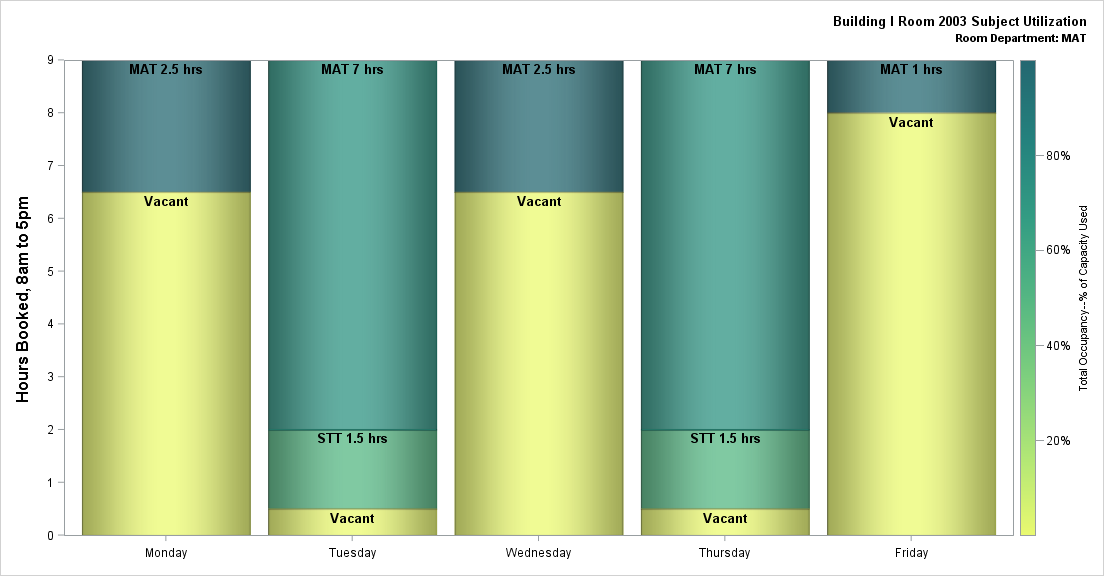 Building I Room 2003 Subject Utilization
Room Department: MAT
Hours Booked, 8am to 5pm
9
8
7
6
5
4
3
2
1
0
MAT 2.5 hrs
Vacant
MAT 7 hrs
STT 1.5 hrs
Vacant
MAT 2.5 hrs
Vacant
MAT 7 hrs
STT 1.5 hrs
Vacant
MAT 1 hrs
Vacant
Monday
Tuesday
Wednesday
Thursday
Friday
80%
60%
40%
20%
Total Occupancy--% of Capacity Used